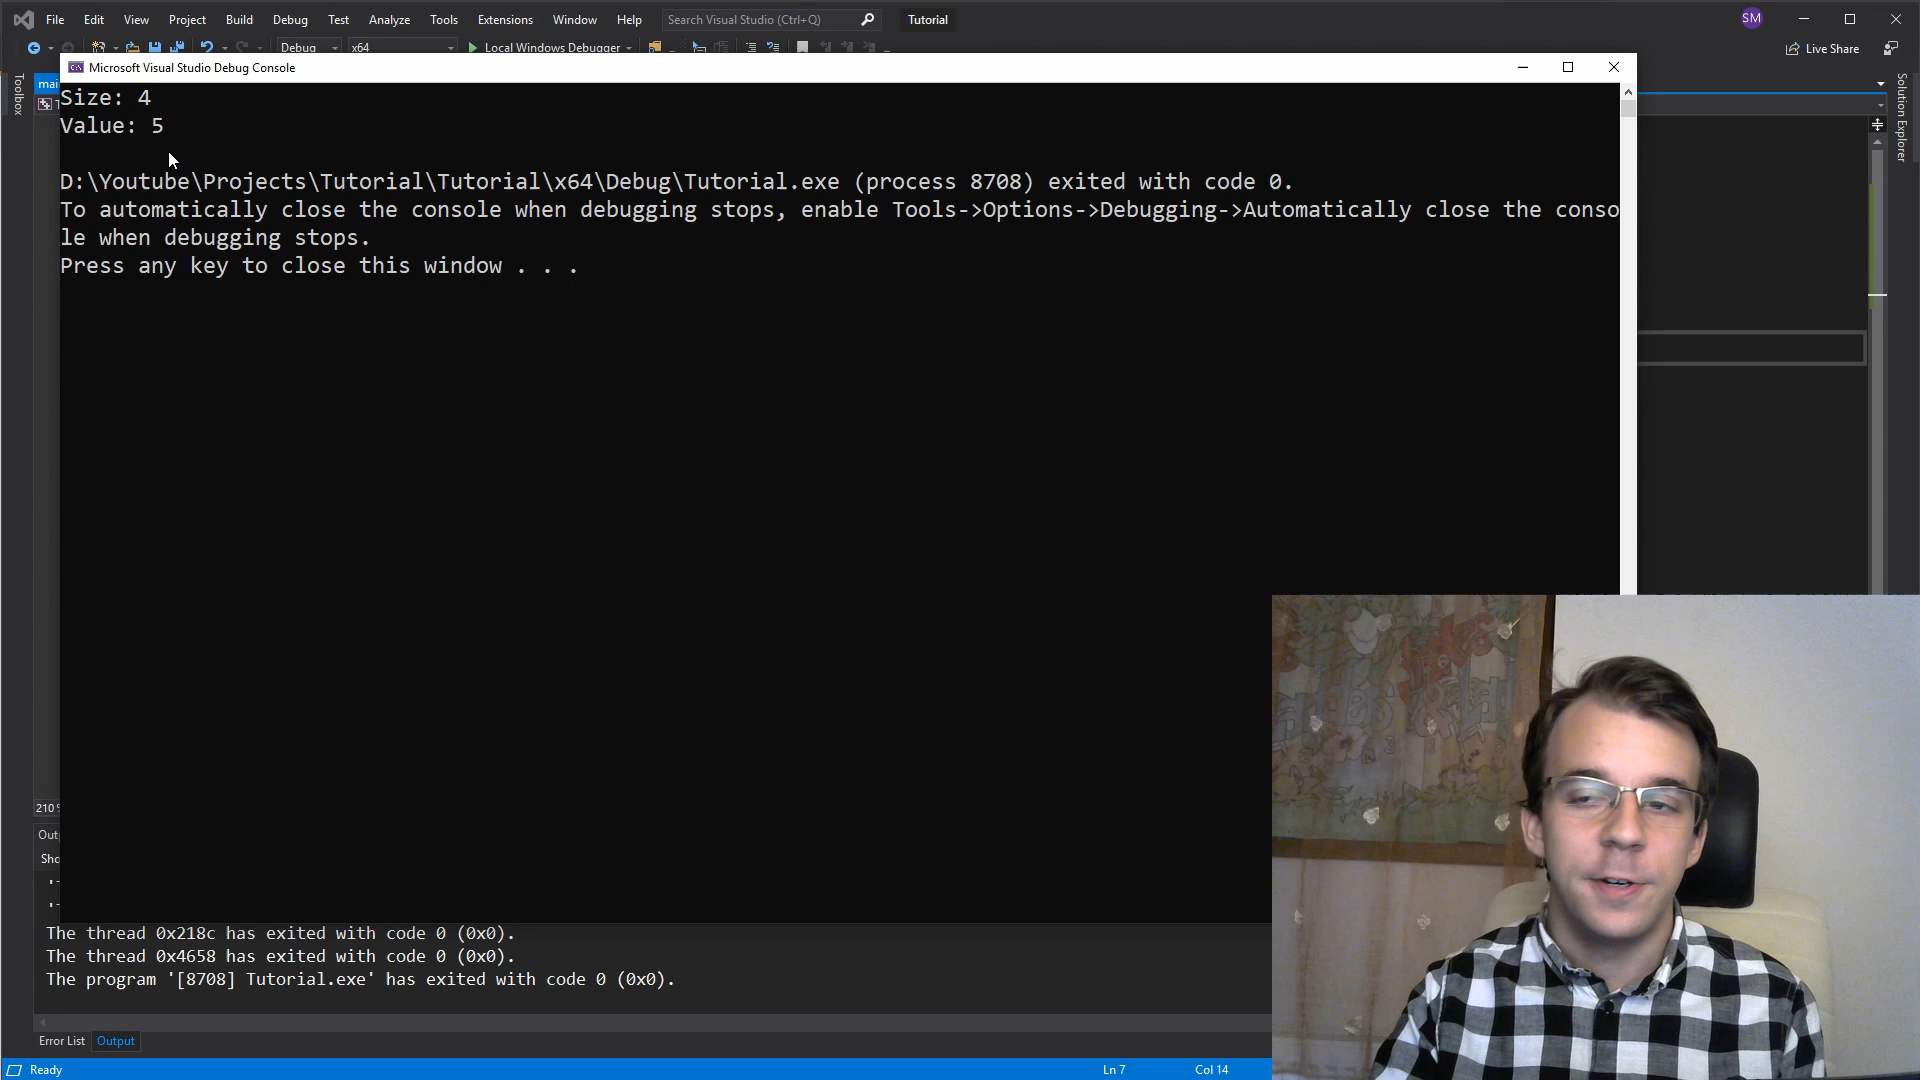 File Edit View Project Build Debug Test Analyze Tools Extensions Window Help Search Visual Studio (Ctrl+Q) Tutorial SM
Debug x64 Local Windows Debugger Live Share
Microsoft Visual Studio Debug Console
Toolbox
mai
Solution Explorer
Size: 4
Value: 5
D:\Youtube\Projects\Tutorial\Tutorial\x64\Debug\Tutorial.exe (process 8708) exited with code 0.
To automatically close the console when debugging stops, enable Tools->Options->Debugging->Automatically close the conso
le when debugging stops.
Press any key to close this window . . .
210 %
Out
Sho
The thread 0x218c has exited with code 0 (0x0).
The thread 0x4658 has exited with code 0 (0x0).
The program '[8708] Tutorial.exe' has exited with code 0 (0x0).
Error List Output
Ready Ln 7 Col 14